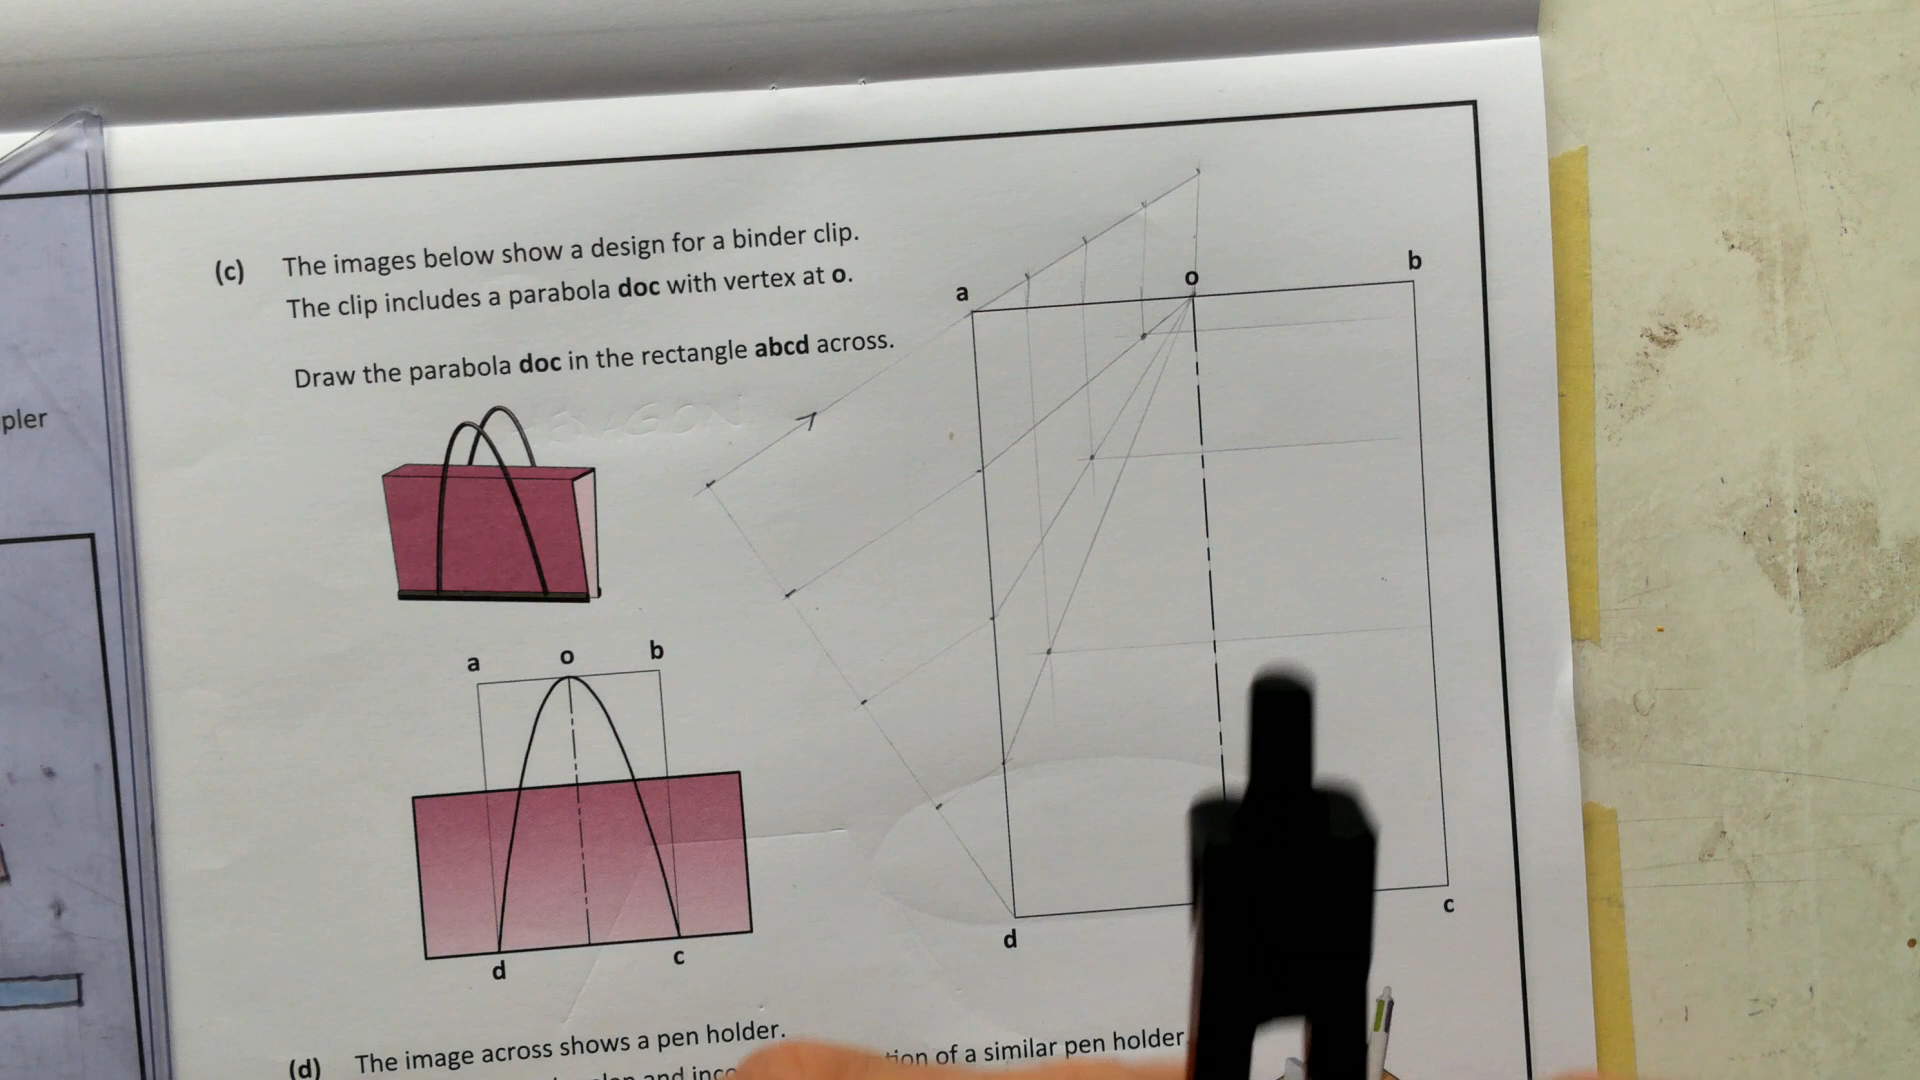 pler
(c) The images below show a design for a binder clip.
The clip includes a parabola doc with vertex at o.
Draw the parabola doc in the rectangle abcd across.
a o b
d c
a o b
d c
(d) The image across shows a pen holder.
of a similar pen holder
and